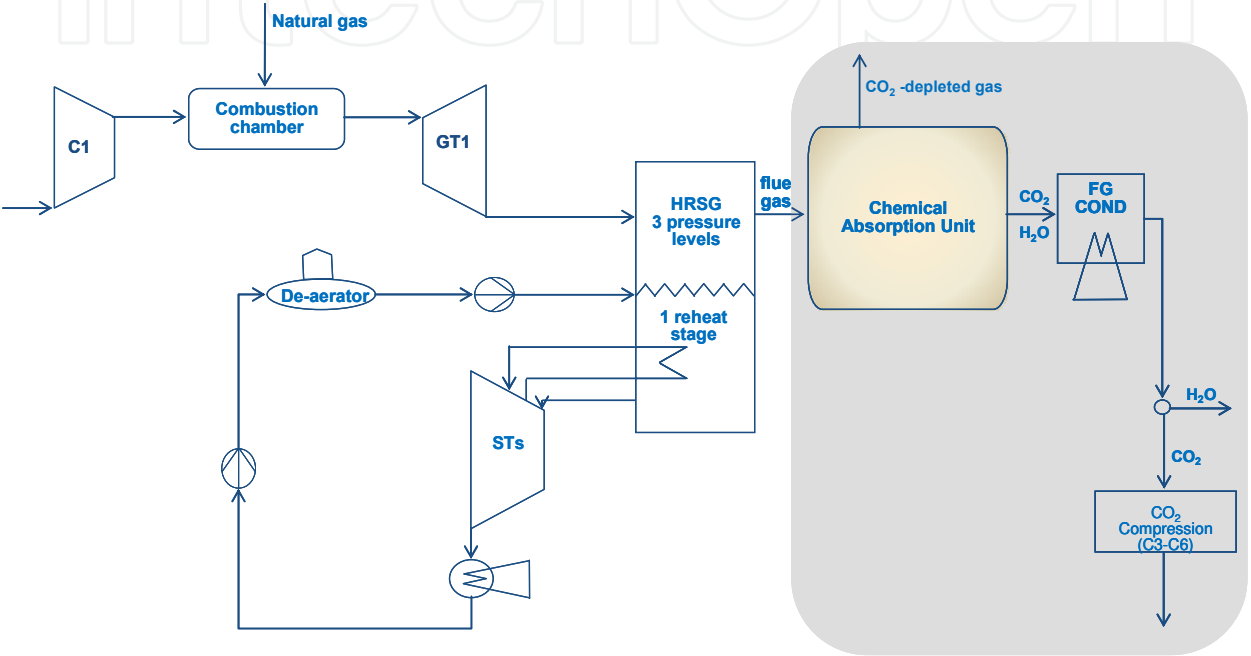 Natural gas
CO₂ -depleted gas
Combustion
chamber
C1
GT1
flue
gas
HRSG
3 pressure
levels
Chemical
Absorption Unit
CO₂
H₂O
FG
COND
De-aerator
1 reheat
stage
H₂O
STs
CO₂
CO₂
Compression
(C3-C6)